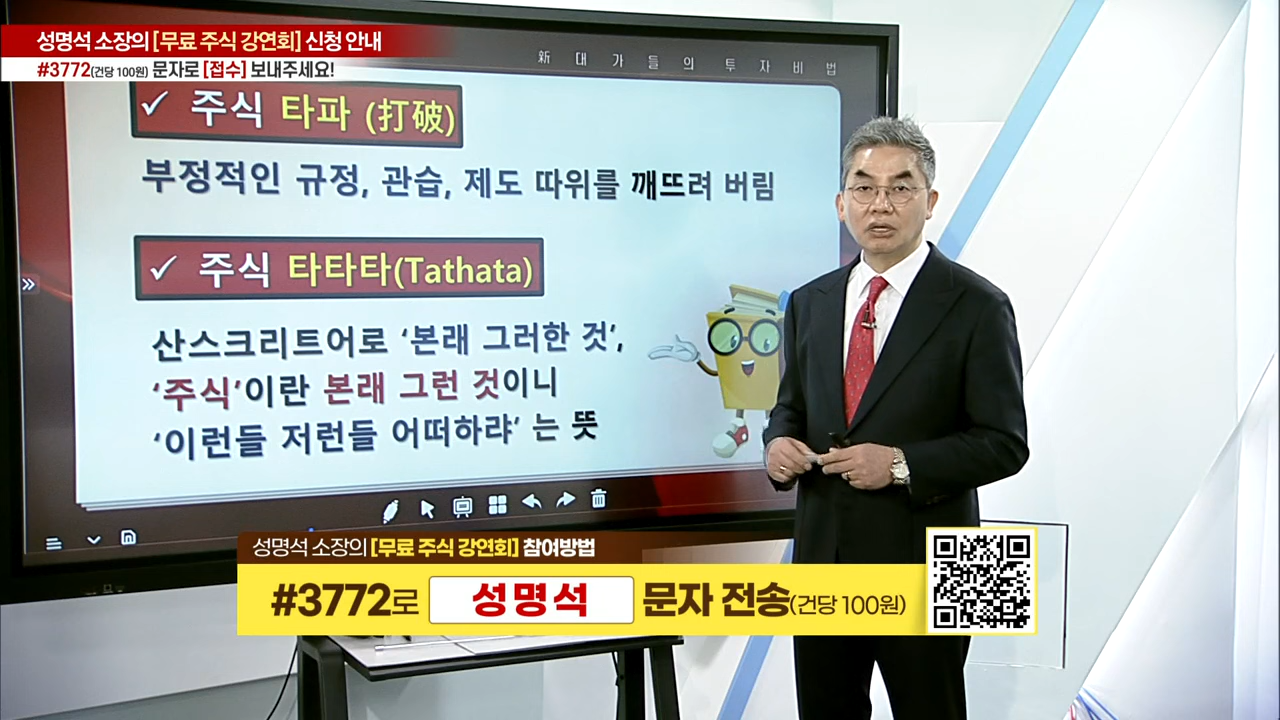 성명석 소장의 [무료 주식 강연회] 신청 안내
#3772(건당 100원) 문자로 [접수] 보내주세요!
新대가들의 투자비법
✓ 주식 타파 (打破)
부정적인 규정, 관습, 제도 따위를 깨뜨려 버림
✓ 주식 타타타(Tathata)
산스크리트어로 ‘본래 그러한 것’,
‘주식’이란 본래 그런 것이니
‘이런들 저런들 어떠하랴’ 는 뜻
성명석 소장의 [무료 주식 강연회] 참여방법
#3772로 성명석 문자 전송(건당 100원)